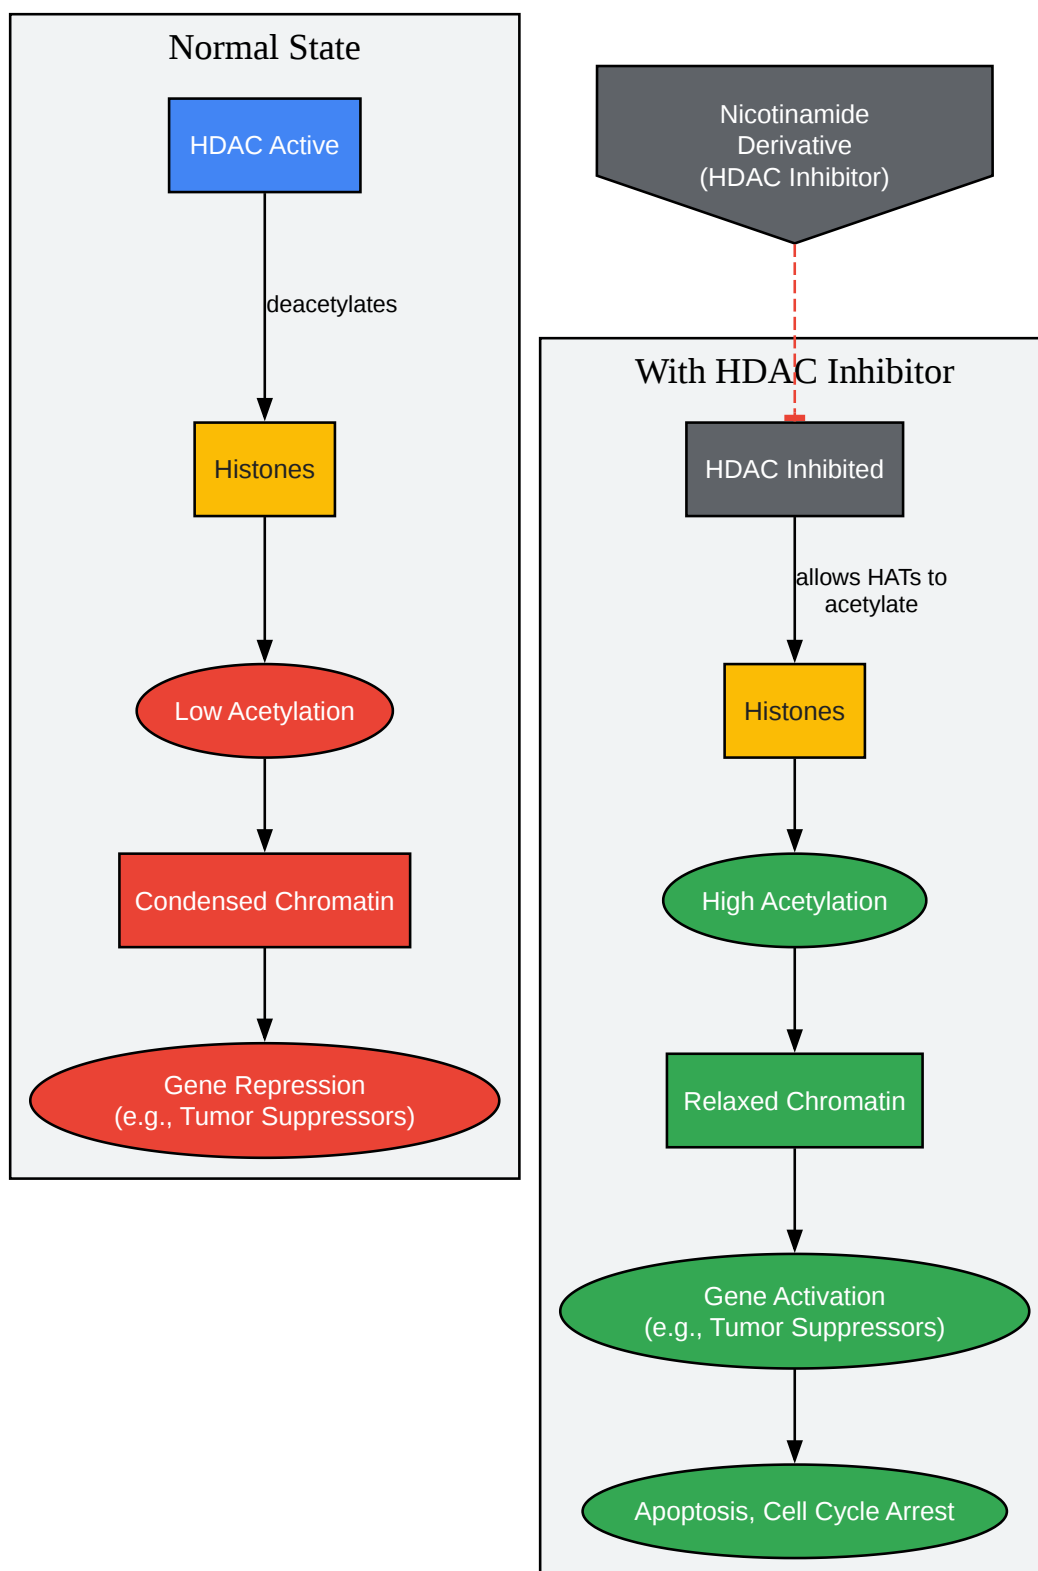 Normal State
HDAC Active
deacetylates
Histones
Low Acetylation
Condensed Chromatin
Gene Repression
(e.g., Tumor Suppressors)
Nicotinamide
Derivative
(HDAC Inhibitor)
With HDAC Inhibitor
HDAC Inhibited
allows HATs to
acetylate
Histones
High Acetylation
Relaxed Chromatin
Gene Activation
(e.g., Tumor Suppressors)
Apoptosis, Cell Cycle Arrest